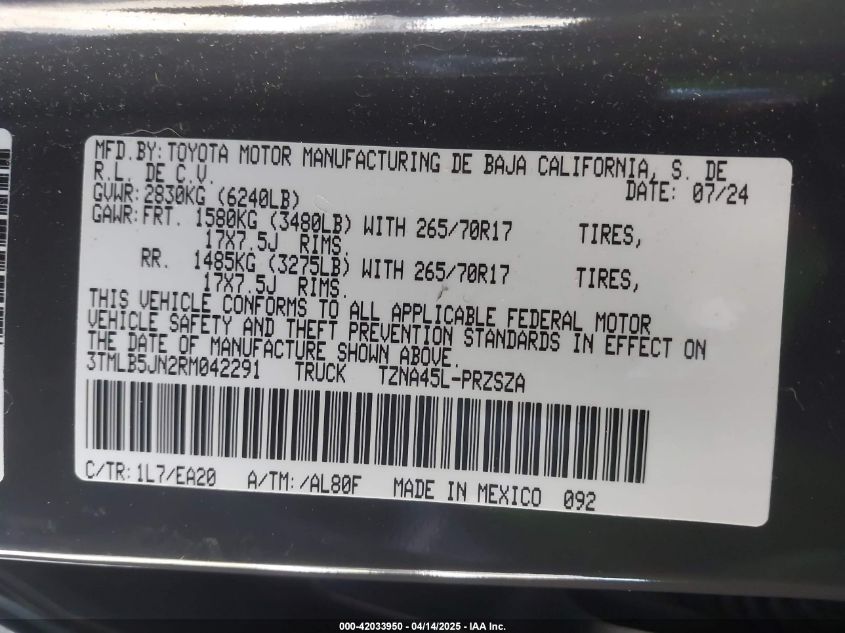 MFD.BY:TOYOTA MOTOR MANUFACTURING DE BAJA CALIFORNIA, S. DE
R.L. DE C.V. DATE: 07/24
GVWR:2830KG (6240LB)
GAWR:FRT. 1580KG (3480LB) WITH 265/70R17 TIRES,
17X7.5J RIMS.
RR. 1485KG (3275LB) WITH 265/70R17 TIRES,
17X7.5J RIMS.
THIS VEHICLE CONFORMS TO ALL APPLICABLE FEDERAL MOTOR
VEHICLE SAFETY AND THEFT PREVENTION STANDARDS IN EFFECT ON
THE DATE OF MANUFACTURE SHOWN ABOVE.
3TMLB5JN2RM042291 TRUCK TZNA45L-PRZSZA
C/TR:1L7/EA20 A/TM:/AL80F MADE IN MEXICO 092
000-42033950 - 04/14/2025 - IAA Inc.